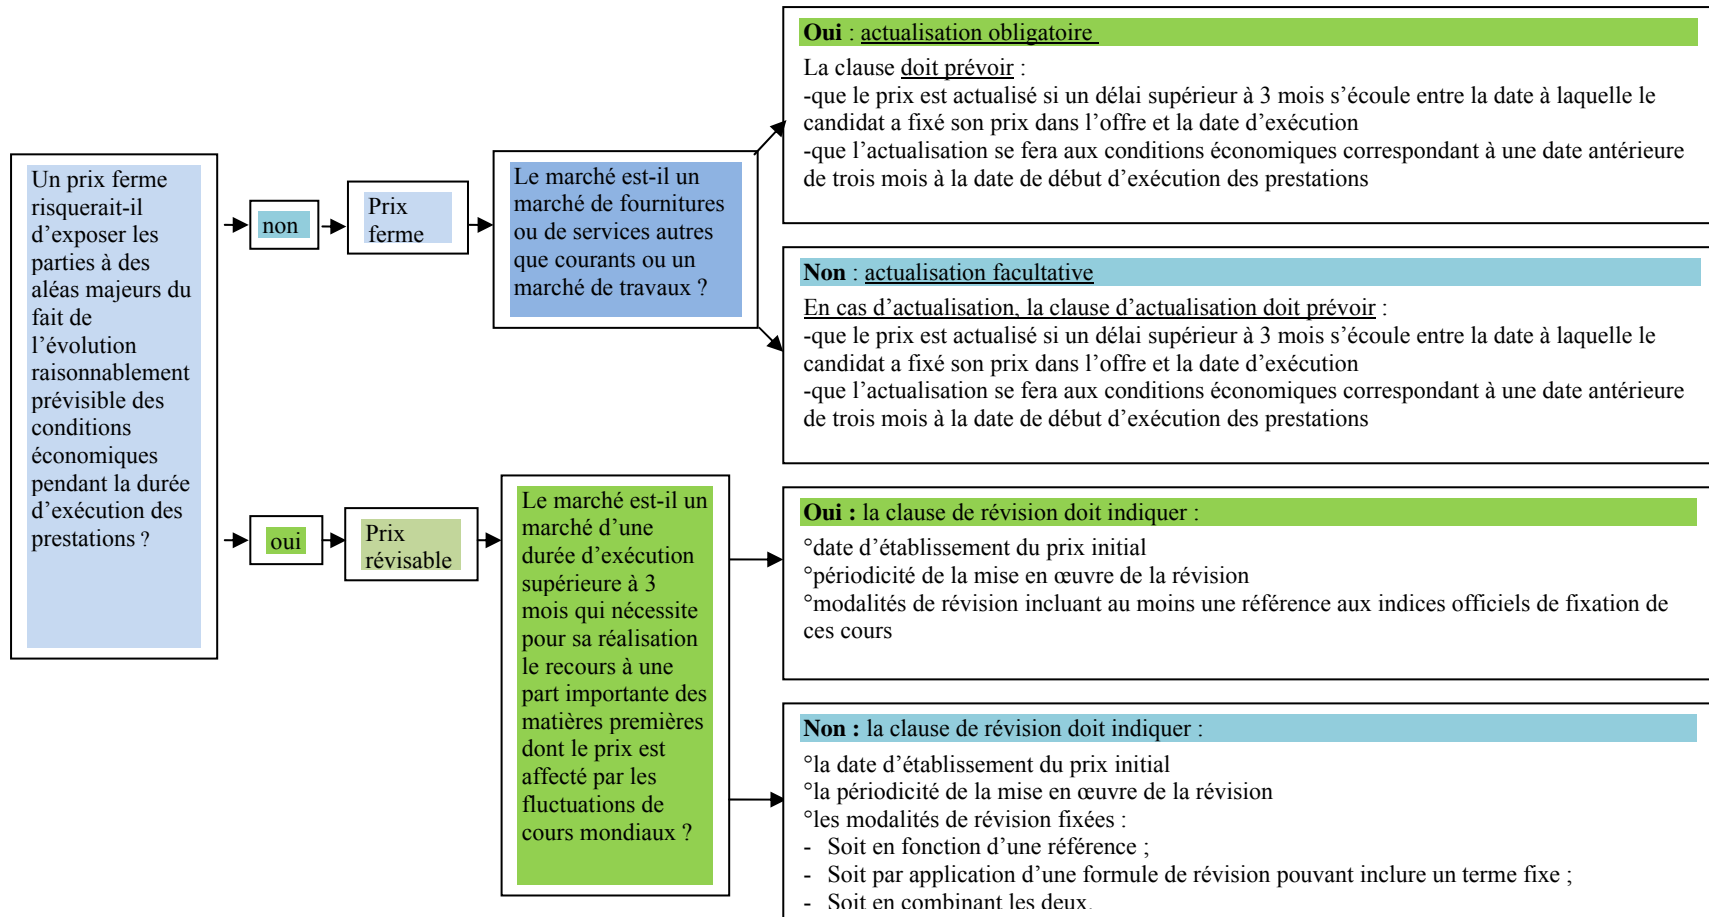 Un prix ferme
risquerait-il
d’exposer les
parties à des
aléas majeurs du
fait de
l’évolution
raisonnablement
prévisible des
conditions
économiques
pendant la durée
d’exécution des
prestations ?
non
Prix
ferme
Le marché est-il un
marché de fournitures
ou de services autres
que courants ou un
marché de travaux ?
Oui : actualisation obligatoire
La clause doit prévoir :
-que le prix est actualisé si un délai supérieur à 3 mois s’écoule entre la date à laquelle le
candidat a fixé son prix dans l’offre et la date d’exécution
-que l’actualisation se fera aux conditions économiques correspondant à une date antérieure
de trois mois à la date de début d’exécution des prestations
Non : actualisation facultative
En cas d’actualisation, la clause d’actualisation doit prévoir :
-que le prix est actualisé si un délai supérieur à 3 mois s’écoule entre la date à laquelle le
candidat a fixé son prix dans l’offre et la date d’exécution
-que l’actualisation se fera aux conditions économiques correspondant à une date antérieure
de trois mois à la date de début d’exécution des prestations
oui
Prix
révisable
Le marché est-il un
marché d’une
durée d’exécution
supérieure à 3
mois qui nécessite
pour sa réalisation
le recours à une
part importante des
matières premières
dont le prix est
affecté par les
fluctuations de
cours mondiaux ?
Oui : la clause de révision doit indiquer :
°date d’établissement du prix initial
°périodicité de la mise en œuvre de la révision
°modalités de révision incluant au moins une référence aux indices officiels de fixation de
ces cours
Non : la clause de révision doit indiquer :
°la date d’établissement du prix initial
°la périodicité de la mise en œuvre de la révision
°les modalités de révision fixées :
- Soit en fonction d’une référence ;
- Soit par application d’une formule de révision pouvant inclure un terme fixe ;
- Soit en combinant les deux.